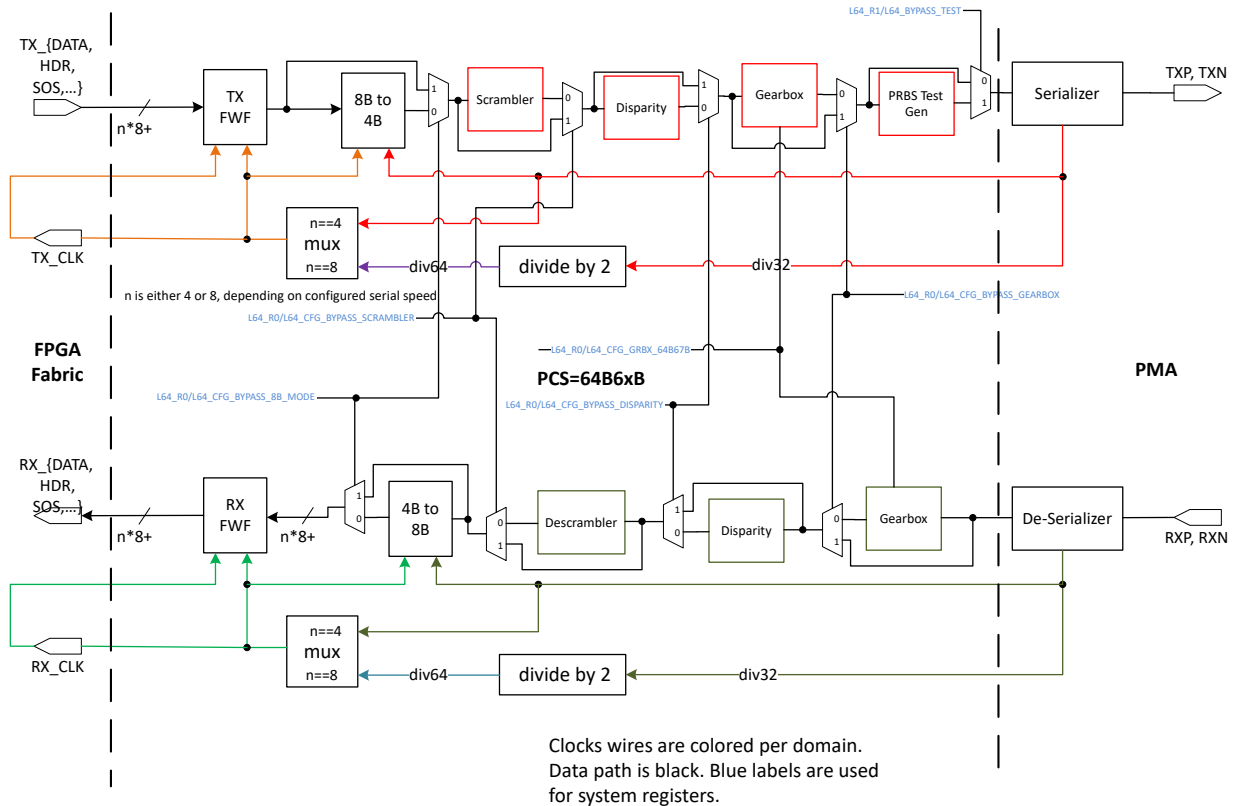 L64_R1/L64_BYPASS_TEST
TX_{DATA,
HDR,
SOS,...}
n*8+
TX
FWF
8B to
4B
1
0
Scrambler
0
1
Disparity
1
0
Gearbox
0
1
PRBS Test
Gen
0
1
Serializer
TXP, TXN
TX_CLK
n==4
mux
n==8
div64
divide by 2
div32
n is either 4 or 8, depending on configured serial speed
L64_R0/L64_CFG_BYPASS_GEARBOX
L64_R0/L64_CFG_BYPASS_SCRAMBLER
FPGA
Fabric
L64_R0/L64_CFG_GRBX_64B67B
PCS=64B6xB
PMA
L64_R0/L64_CFG_BYPASS_8B_MODE
L64_R0/L64_CFG_BYPASS_DISPARITY
RX_{DATA,
HDR,
SOS,...}
n*8+
RX
FWF
n*8+
1
0
4B to
8B
0
1
Descrambler
1
0
Disparity
0
1
Gearbox
De-Serializer
RXP, RXN
RX_CLK
n==4
mux
n==8
div64
divide by 2
div32
Clocks wires are colored per domain.
Data path is black. Blue labels are used
for system registers.